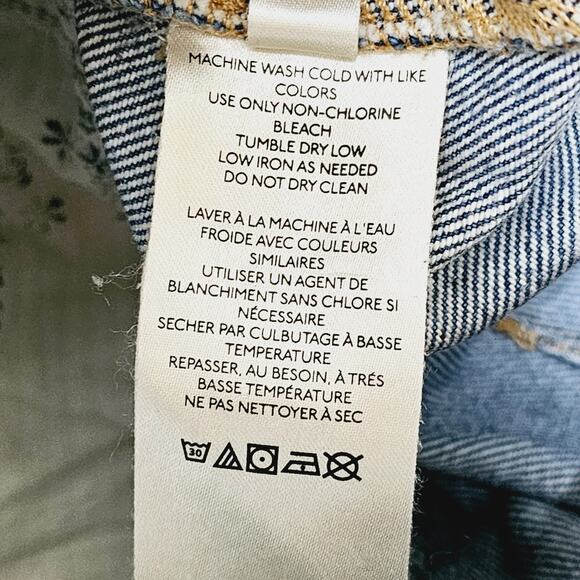 MACHINE WASH COLD WITH LIKE
COLORS
USE ONLY NON-CHLORINE
BLEACH
TUMBLE DRY LOW
LOW IRON AS NEEDED
DO NOT DRY CLEAN
LAVER À LA MACHINE À L'EAU
FROIDE AVEC COULEURS
SIMILAIRES
UTILISER UN AGENT DE
BLANCHIMENT SANS CHLORE SI
NÉCESSAIRE
SECHER PAR CULBUTAGE À BASSE
TEMPERATURE
REPASSER, AU BESOIN, À TRÉS
BASSE TEMPÉRATURE
NE PAS NETTOYER À SEC
30